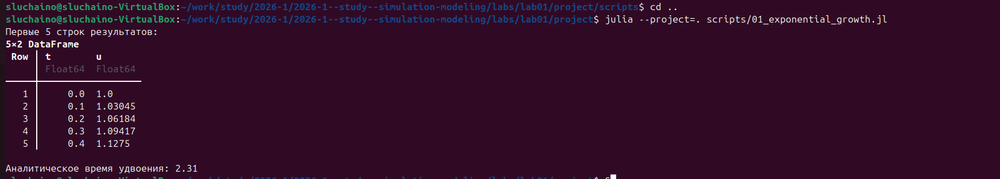 sluchaino@sluchaino-VirtualBox:~/work/study/2026-1/2026-1--study--simulation-modeling/labs/lab01/project/scripts$ cd ..
sluchaino@sluchaino-VirtualBox:~/work/study/2026-1/2026-1--study--simulation-modeling/labs/lab01/project$ julia --project=. scripts/01_exponential_growth.jl
Первые 5 строк результатов:
5×2 DataFrame
Row t u
Float64 Float64
1 0.0 1.0
2 0.1 1.03045
3 0.2 1.06184
4 0.3 1.09417
5 0.4 1.1275
Аналитическое время удвоения: 2.31